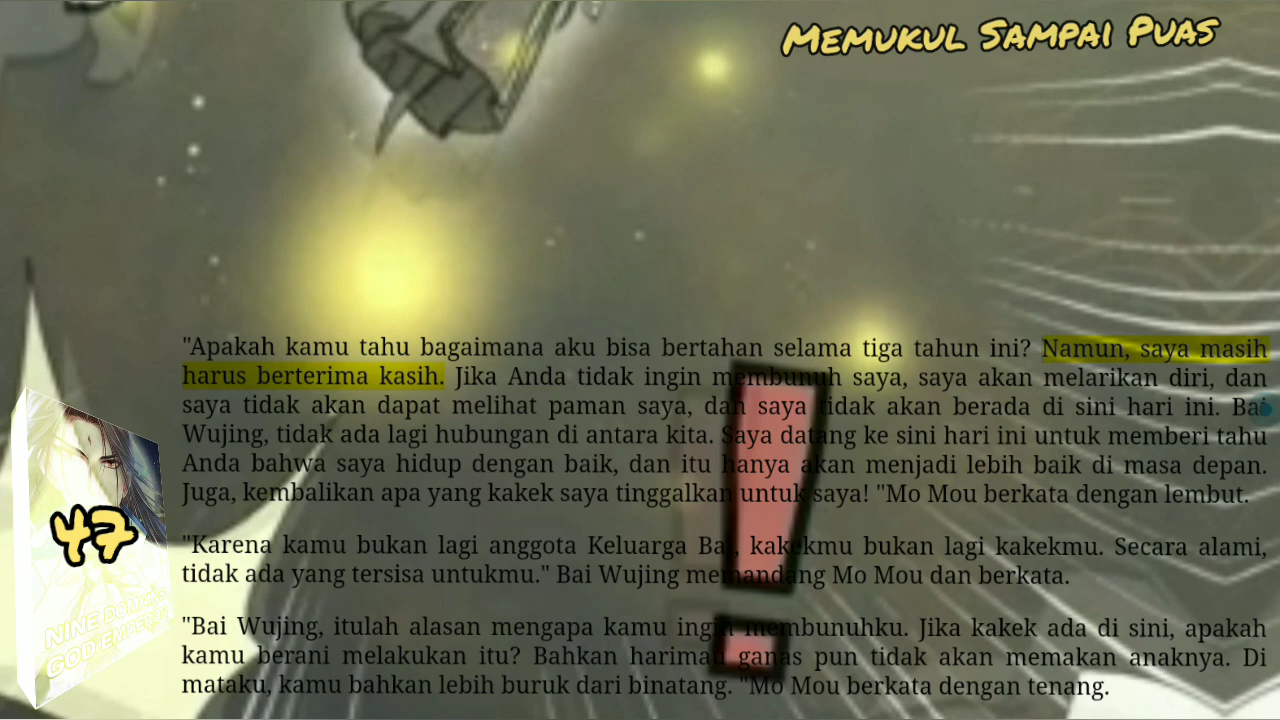 Memukul Sampai Puas
"Apakah kamu tahu bagaimana aku bisa bertahan selama tiga tahun ini? Namun, saya masih
harus berterima kasih. Jika Anda tidak ingin membunuh saya, saya akan melarikan diri, dan
saya tidak akan dapat melihat paman saya, dan saya tidak akan berada di sini hari ini. Bai
Wujing, tidak ada lagi hubungan di antara kita. Saya datang ke sini hari ini untuk memberi tahu
Anda bahwa saya hidup dengan baik, dan itu hanya akan menjadi lebih baik di masa depan.
Juga, kembalikan apa yang kakek saya tinggalkan untuk saya! "Mo Mou berkata dengan lembut.
"Karena kamu bukan lagi anggota Keluarga Bai, kakekmu bukan lagi kakekmu. Secara alami,
tidak ada yang tersisa untukmu." Bai Wujing memandang Mo Mou dan berkata.
"Bai Wujing, itulah alasan mengapa kamu ingin membunuhku. Jika kakek ada di sini, apakah
kamu berani melakukan itu? Bahkan harimau ganas pun tidak akan memakan anaknya. Di
mataku, kamu bahkan lebih buruk dari binatang. "Mo Mou berkata dengan tenang.
47
NINE DOMAINS
GOD EMPEROR